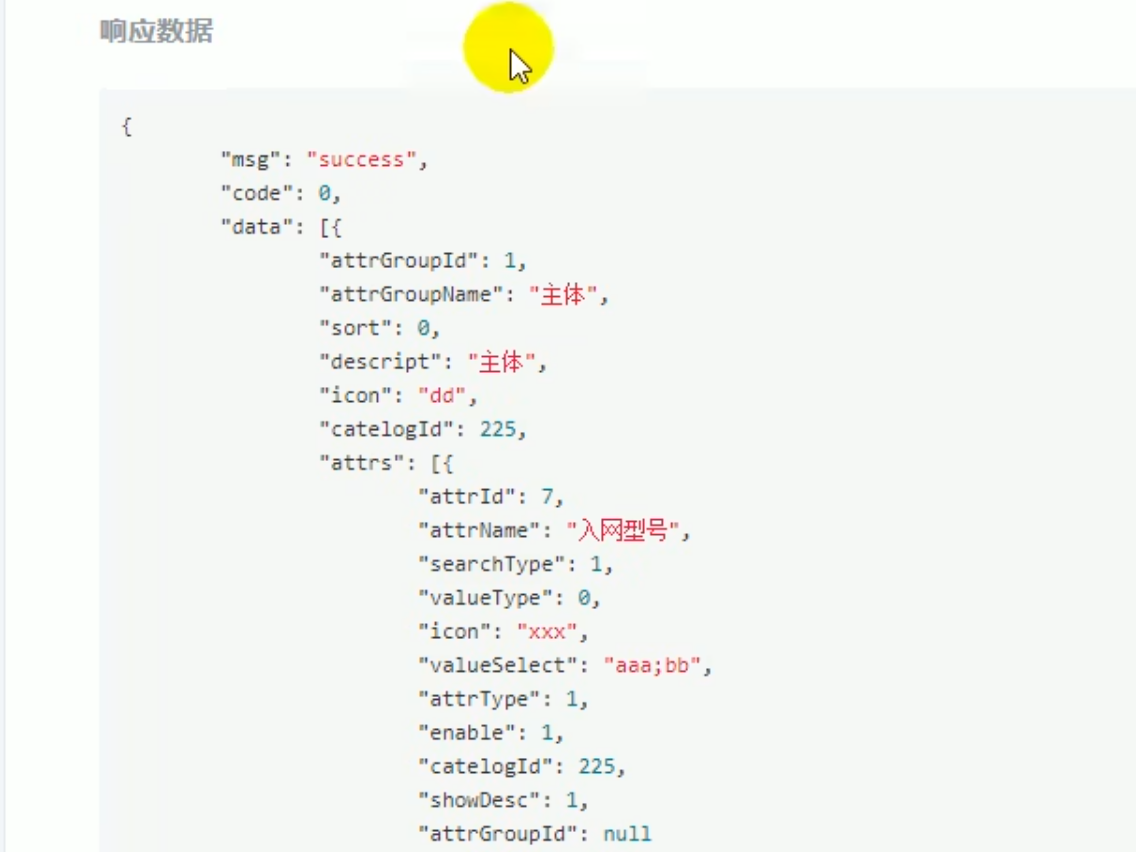 响应数据
{
"msg": "success",
"code": 0,
"data": [{
"attrGroupId": 1,
"attrGroupName": "主体",
"sort": 0,
"descript": "主体",
"icon": "dd",
"catelogId": 225,
"attrs": [{
"attrId": 7,
"attrName": "入网型号",
"searchType": 1,
"valueType": 0,
"icon": "xxx",
"valueSelect": "aaa;bb",
"attrType": 1,
"enable": 1,
"catelogId": 225,
"showDesc": 1,
"attrGroupId": null